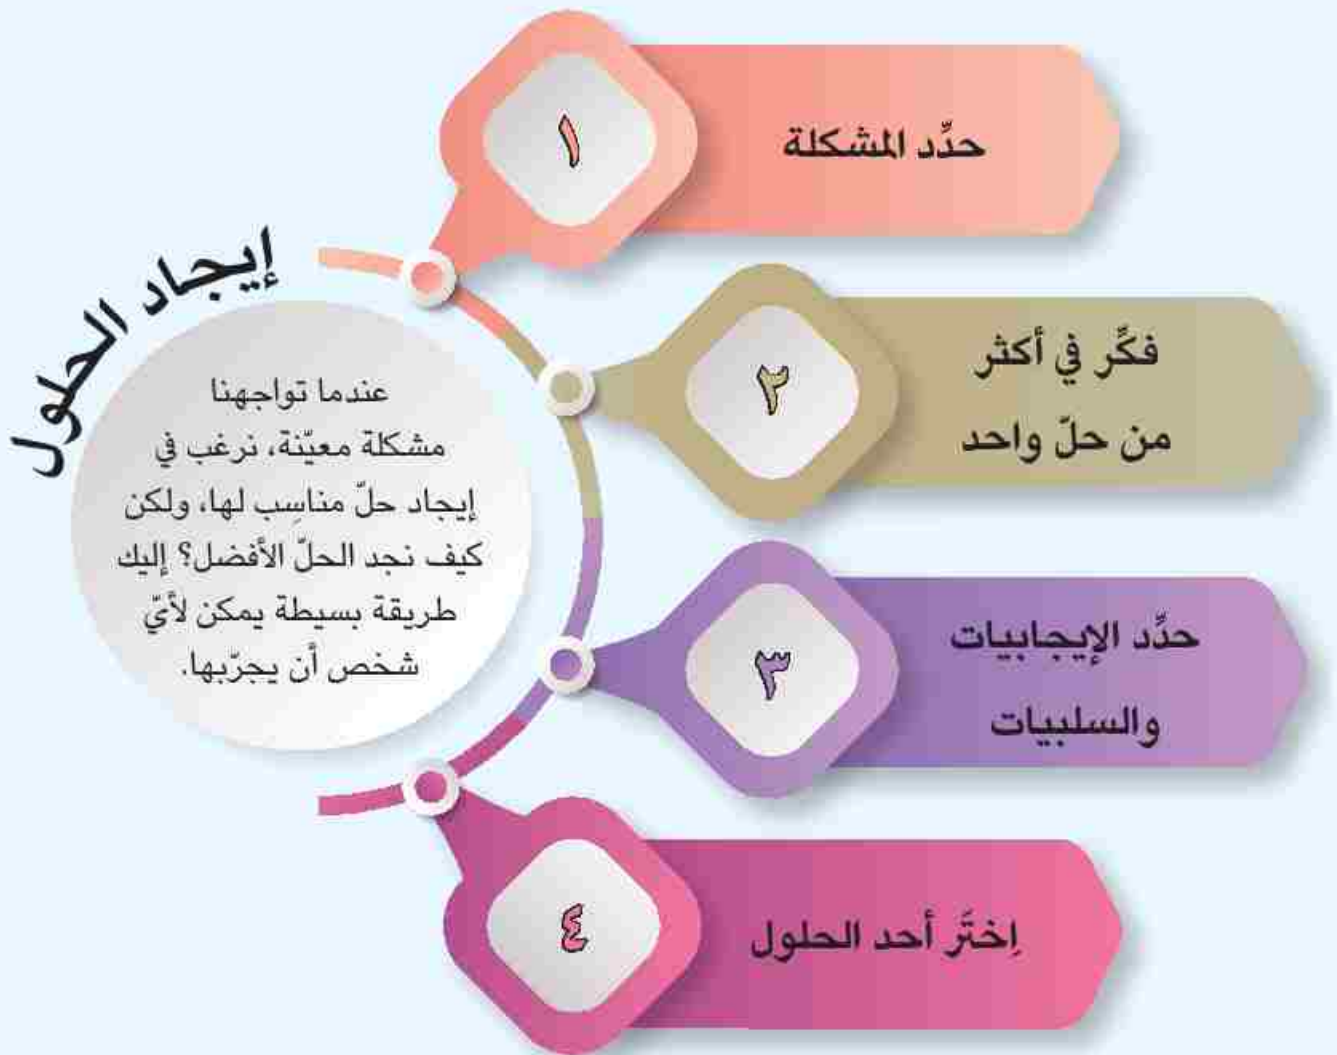 إيجاد الحلول
عندما تواجهنا
مشكلة معيّنة، نرغب في
إيجاد حلّ مناسِب لها، ولكن
كيف نجد الحلّ الأفضل؟ إليك
طريقة بسيطة يمكن لأيّ
شخص أن يجرّبها.
١
حدِّد المشكلة
٢
فكِّر في أكثر
من حلّ واحد
٣
حدِّد الإيجابيات
والسلبيات
٤
اِختَر أحد الحلول